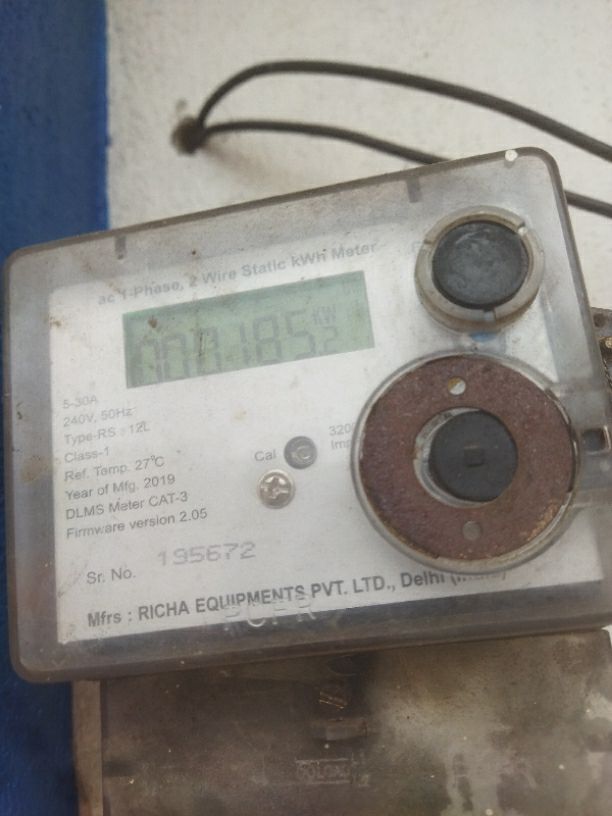 ac 1-Phase, 2 Wire Static kWh Meter
KW
5-30A
240V, 50Hz
Type-RS : 12L
Class-1
Ref. Temp. 27°C
Year of Mfg. 2019
DLMS Meter CAT-3
Firmware version 2.05
Cal
Sr. No. 195672
Mfrs : RICHA EQUIPMENTS PVT. LTD., Delhi